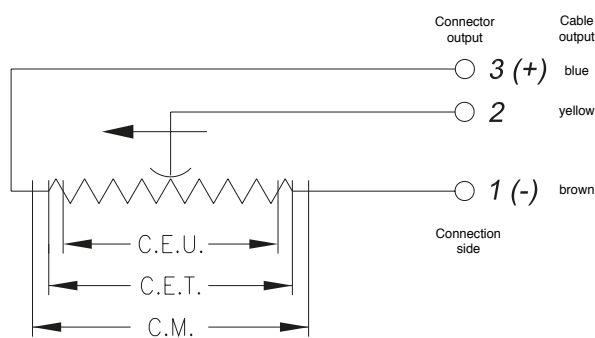 Connector
output
Cable
output
3 (+) blue
2 yellow
1 (-) brown
Connection
side
C.E.U.
C.E.T.
C.M.